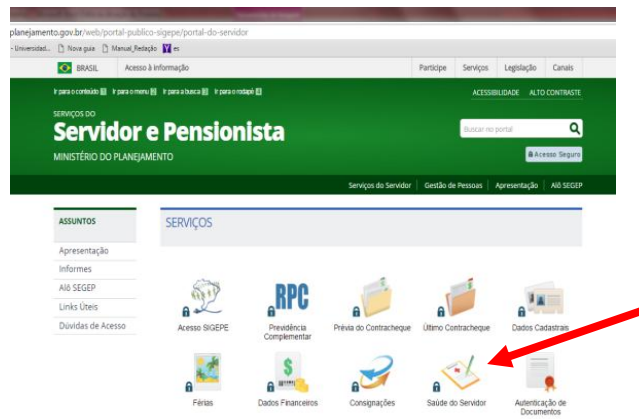 planejamento.gov.br/web/portal-publico-sigepe/portal-do-servidor
- Universidad... Nova guia Manual_Redação es
BRASIL Acesso à informação Participe Serviços Legislação Canais
Ir para o conteúdo 1 Ir para o menu 2 Ir para a busca 3 Ir para o rodapé 4 ACESSIBILIDADE ALTO CONTRASTE
SERVIÇOS DO
Servidor e Pensionista
Buscar no portal
MINISTÉRIO DO PLANEJAMENTO
Acesso Seguro
Serviços do Servidor Gestão de Pessoas Apresentação Alô SEGEP
ASSUNTOS
SERVIÇOS
Apresentação
Informes
Alô SEGEP
Links Úteis
Dúvidas de Acesso
RPC
Acesso SIGEPE Previdência Complementar Prévia do Contracheque Último Contracheque Dados Cadastrais
Férias Dados Financeiros Consignações Saúde do Servidor Autenticação de Documentos